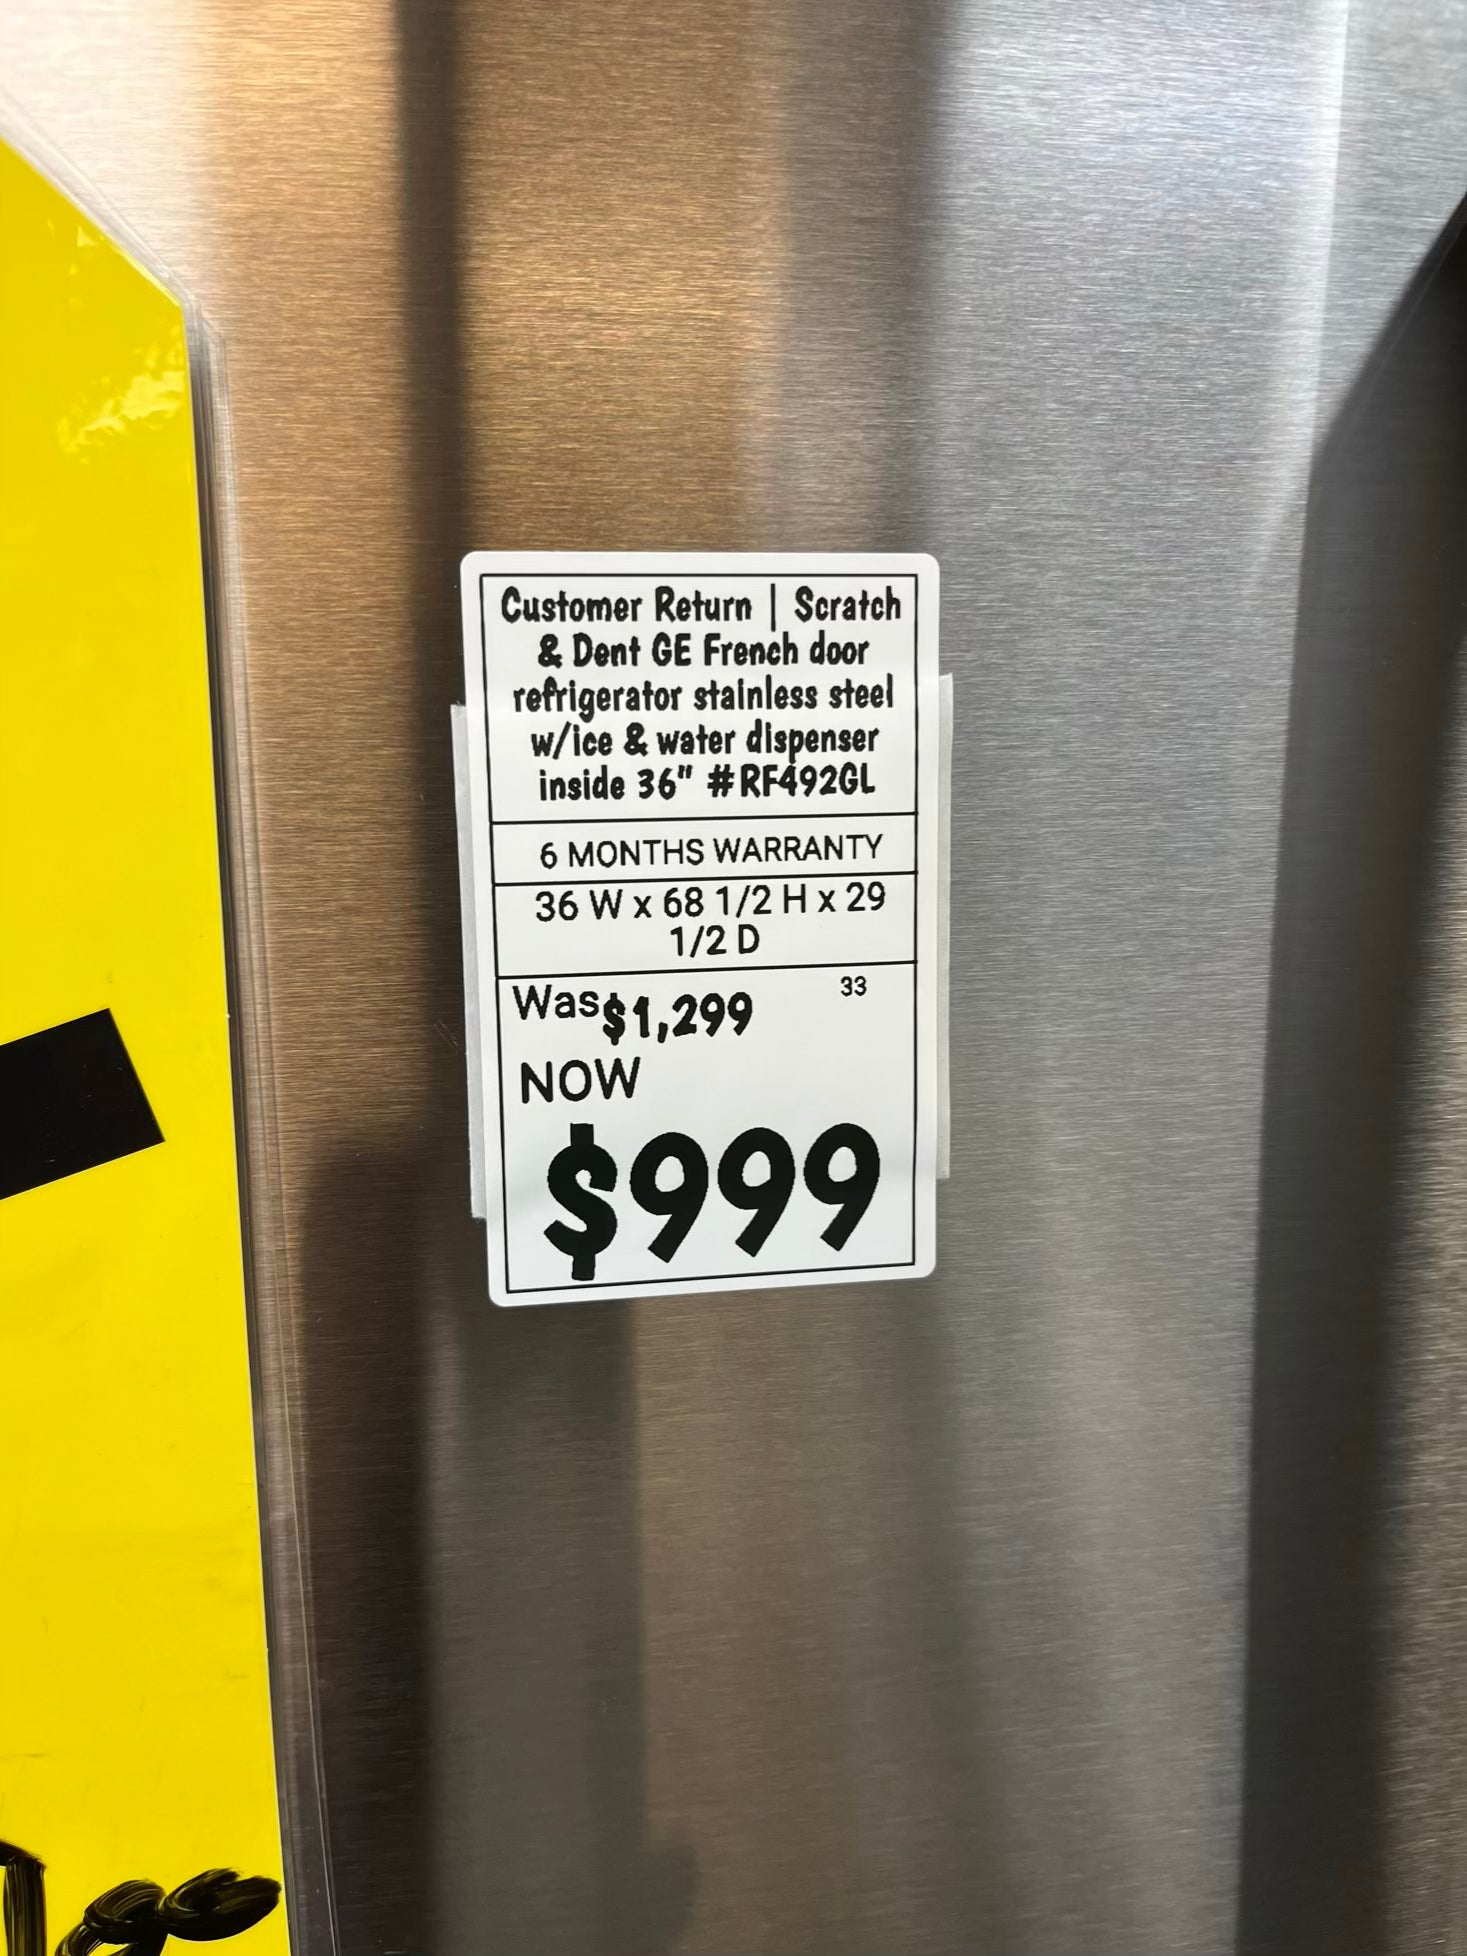 Customer Return | Scratch
& Dent GE French door
refrigerator stainless steel
w/ice & water dispenser
inside 36" #RF492GL
6 MONTHS WARRANTY
36 W x 68 1/2 H x 29
1/2 D
Was $1,299
33
NOW
$999